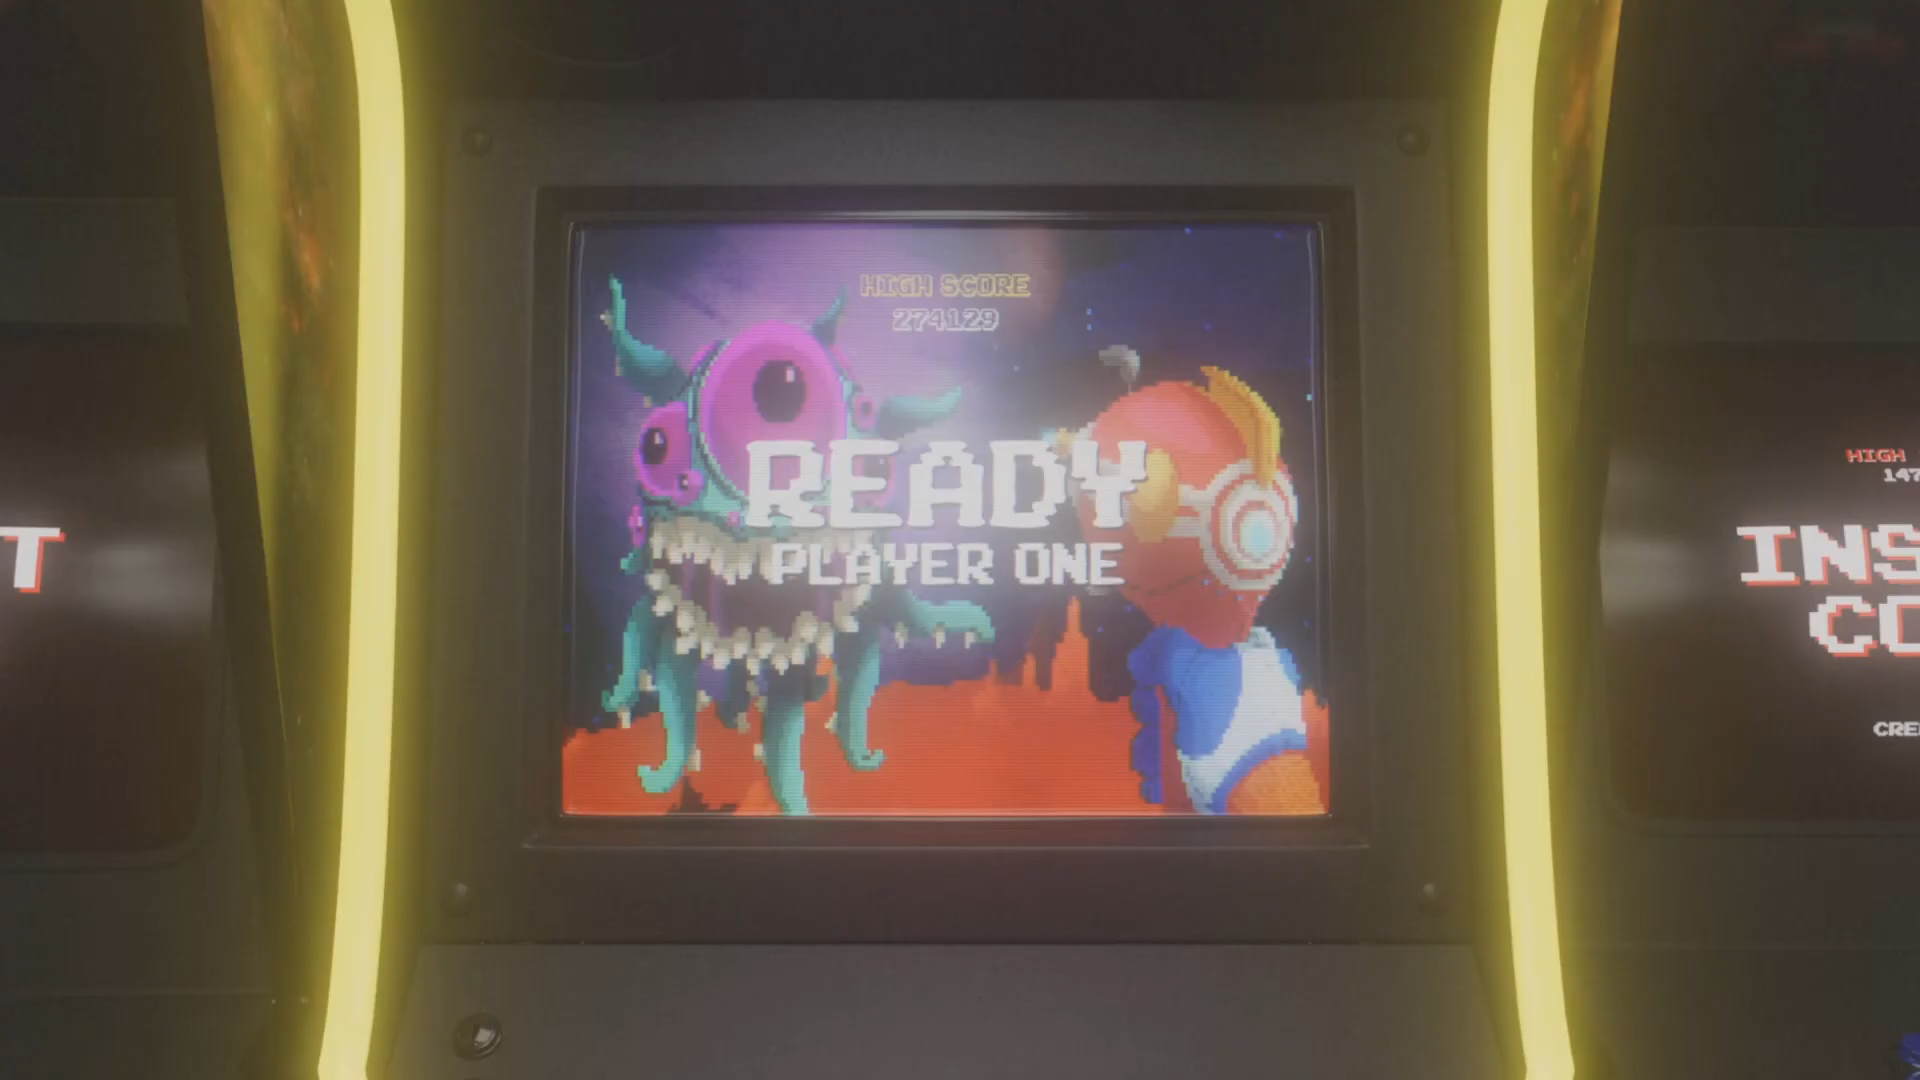 HIGH SCORE
274129
READY
PLAYER ONE
T
HIGH
147
INS
CO
CRE